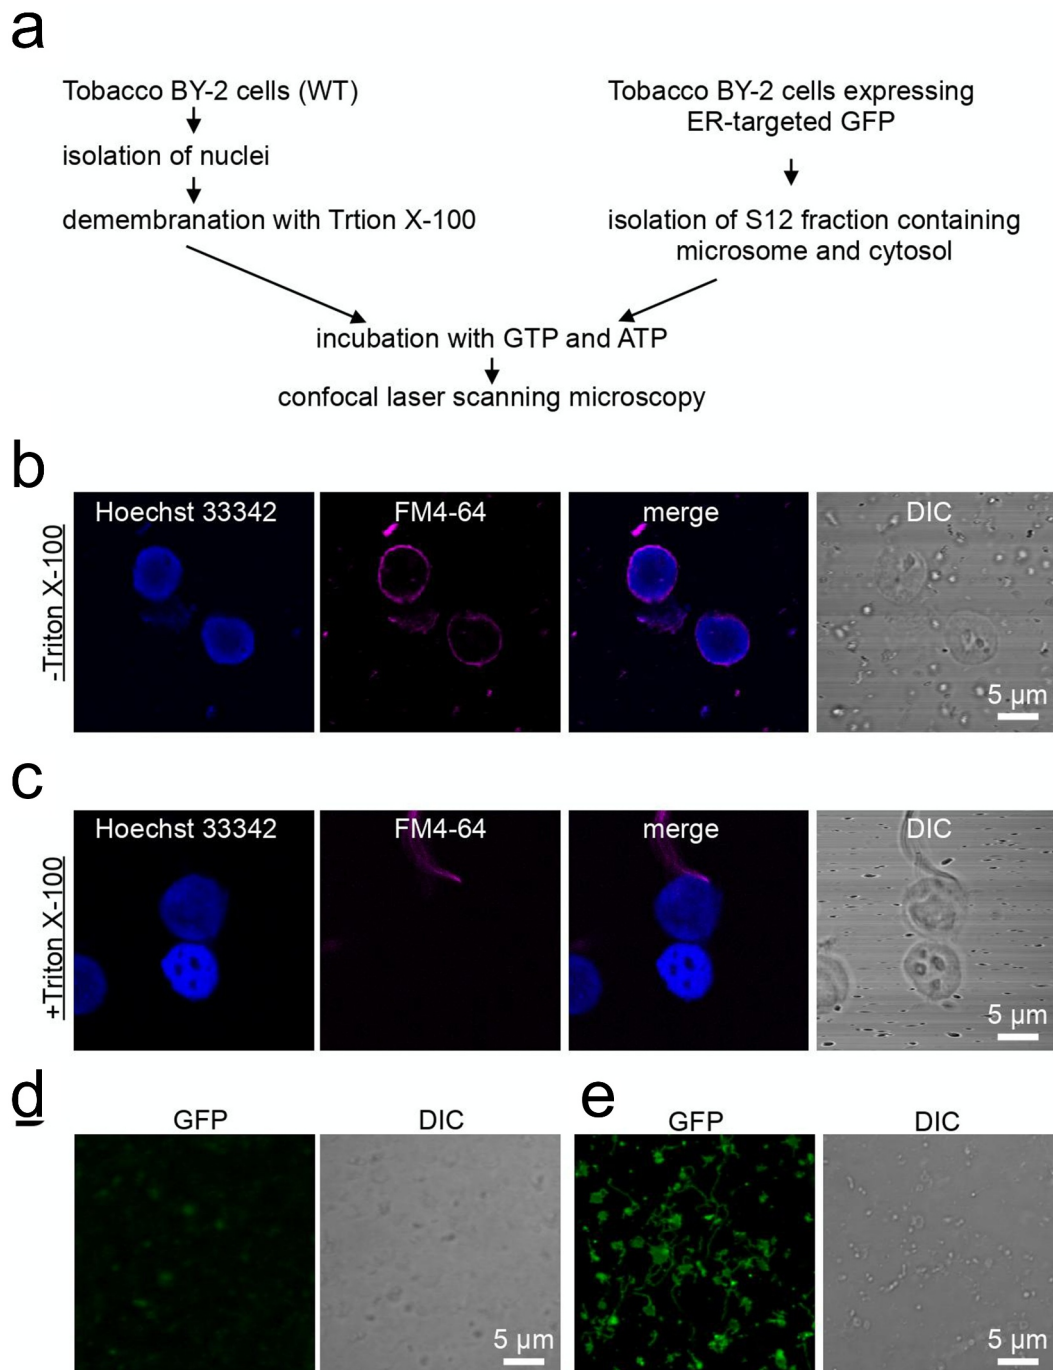 a
Tobacco BY-2 cells (WT)
isolation of nuclei
demembranation with Trtion X-100
Tobacco BY-2 cells expressing
ER-targeted GFP
isolation of S12 fraction containing
microsome and cytosol
incubation with GTP and ATP
confocal laser scanning microscopy
b
-Triton X-100
Hoechst 33342
FM4-64
merge
DIC
5 µm
c
+Triton X-100
Hoechst 33342
FM4-64
merge
DIC
5 µm
d
GFP
DIC
5 µm
e
GFP
DIC
5 µm